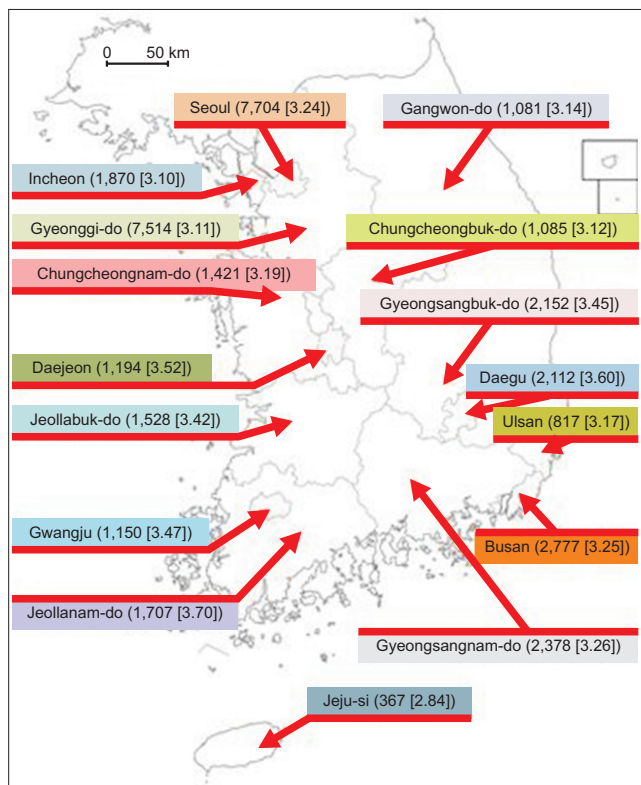 0 50 km
Seoul (7,704 [3.24])
Gangwon-do (1,081 [3.14])
Incheon (1,870 [3.10])
Gyeonggi-do (7,514 [3.11])
Chungcheongbuk-do (1,085 [3.12])
Chungcheongnam-do (1,421 [3.19])
Gyeongsangbuk-do (2,152 [3.45])
Daejeon (1,194 [3.52])
Daegu (2,112 [3.60])
Jeollabuk-do (1,528 [3.42])
Ulsan (817 [3.17])
Gwangju (1,150 [3.47])
Busan (2,777 [3.25])
Jeollanam-do (1,707 [3.70])
Gyeongsangnam-do (2,378 [3.26])
Jeju-si (367 [2.84])